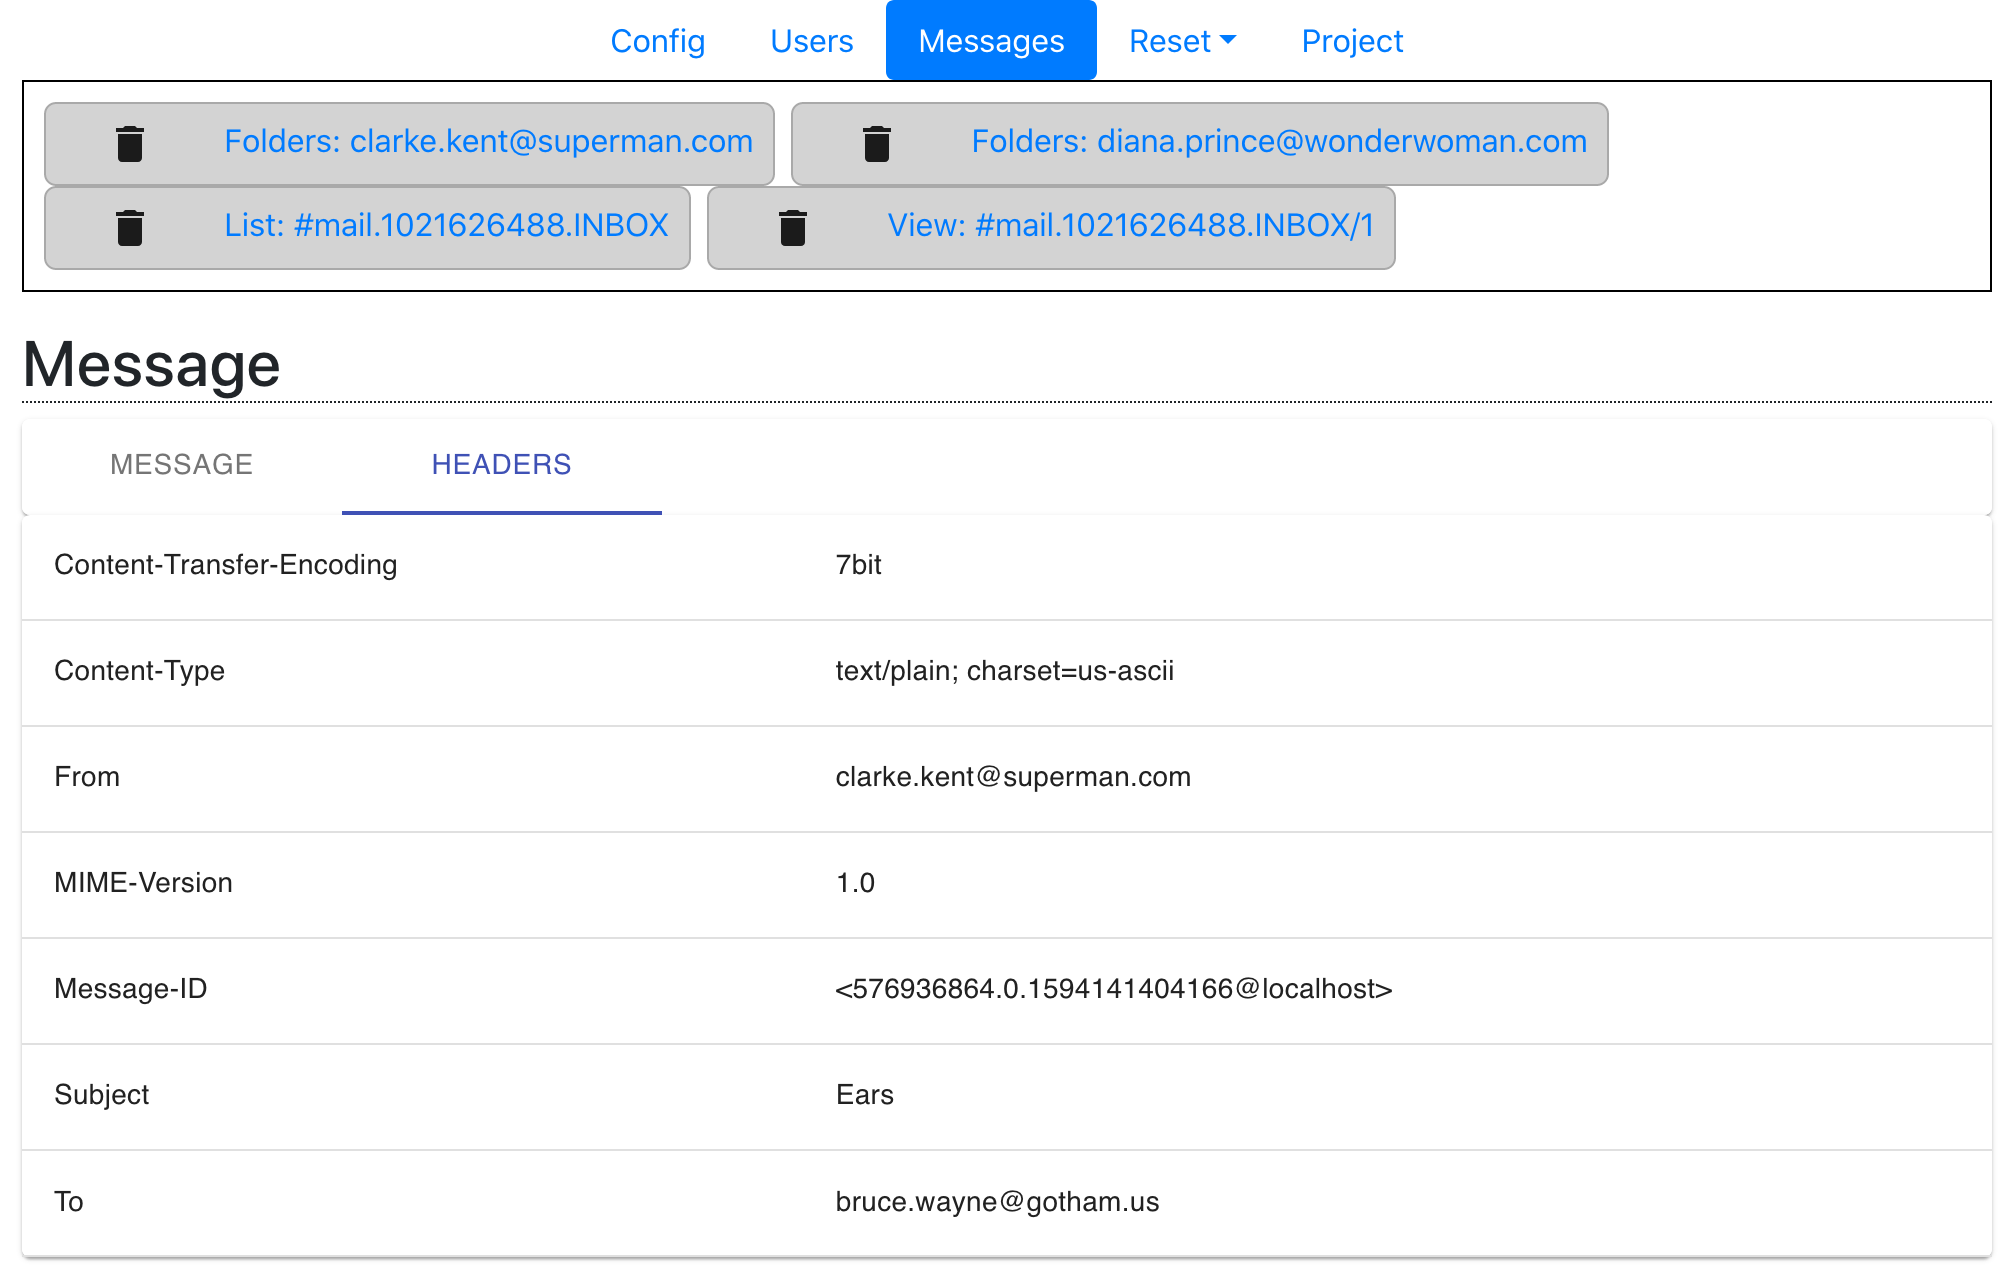 Config Users Messages Reset Project
Folders: clarke.kent@superman.com Folders: diana.prince@wonderwoman.com
List: #mail.1021626488.INBOX View: #mail.1021626488.INBOX/1
Message
MESSAGE HEADERS
Content-Transfer-Encoding 7bit
Content-Type text/plain; charset=us-ascii
From clarke.kent@superman.com
MIME-Version 1.0
Message-ID <576936864.0.1594141404166@localhost>
Subject Ears
To bruce.wayne@gotham.us